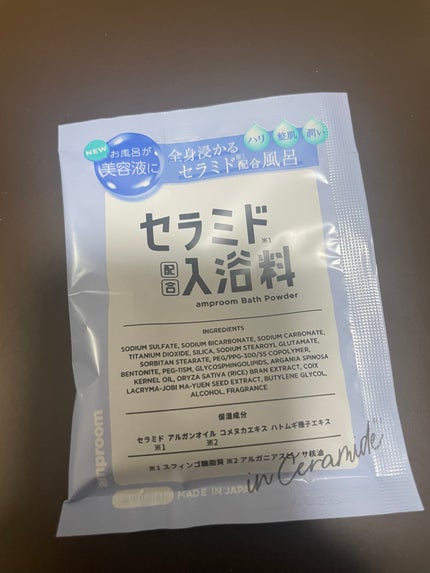 NEW
お風呂が
美容液に
全身浸かる
セラミド※1配合風呂
ハリ 整肌 潤い
セラミド※1
配合
入浴料
amproom Bath Powder
INGREDIENTS
SODIUM SULFATE, SODIUM BICARBONATE, SODIUM CARBONATE,
TITANIUM DIOXIDE, SILICA, SODIUM STEAROYL GLUTAMATE,
SORBITAN STEARATE, PEG/PPG-300/55 COPOLYMER,
BENTONITE, PEG-115M, GLYCOSPHINGOLIPIDS, ARGANIA SPINOSA
KERNEL OIL, ORYZA SATIVA (RICE) BRAN EXTRACT, COIX
LACRYMA-JOBI MA-YUEN SEED EXTRACT, BUTYLENE GLYCOL,
ALCOHOL, FRAGRANCE
保湿成分
セラミド アルガンオイル コメヌカエキス ハトムギ種子エキス
※1 ※2
※1 スフィンゴ糖脂質 ※2 アルガニアスピノサ核油
MADE IN JAPAN
in Ceramide
amproom